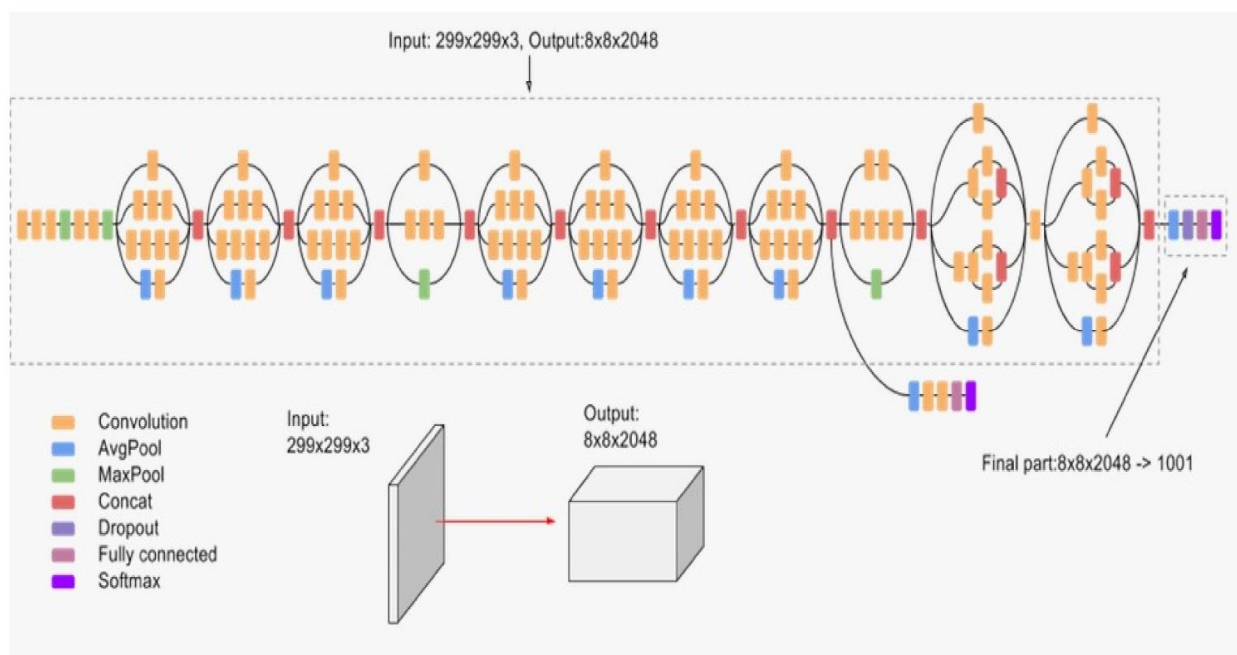 Input: 299x299x3, Output:8x8x2048
Convolution
AvgPool
MaxPool
Concat
Dropout
Fully connected
Softmax
Input:
299x299x3
Output:
8x8x2048
Final part:8x8x2048 -> 1001